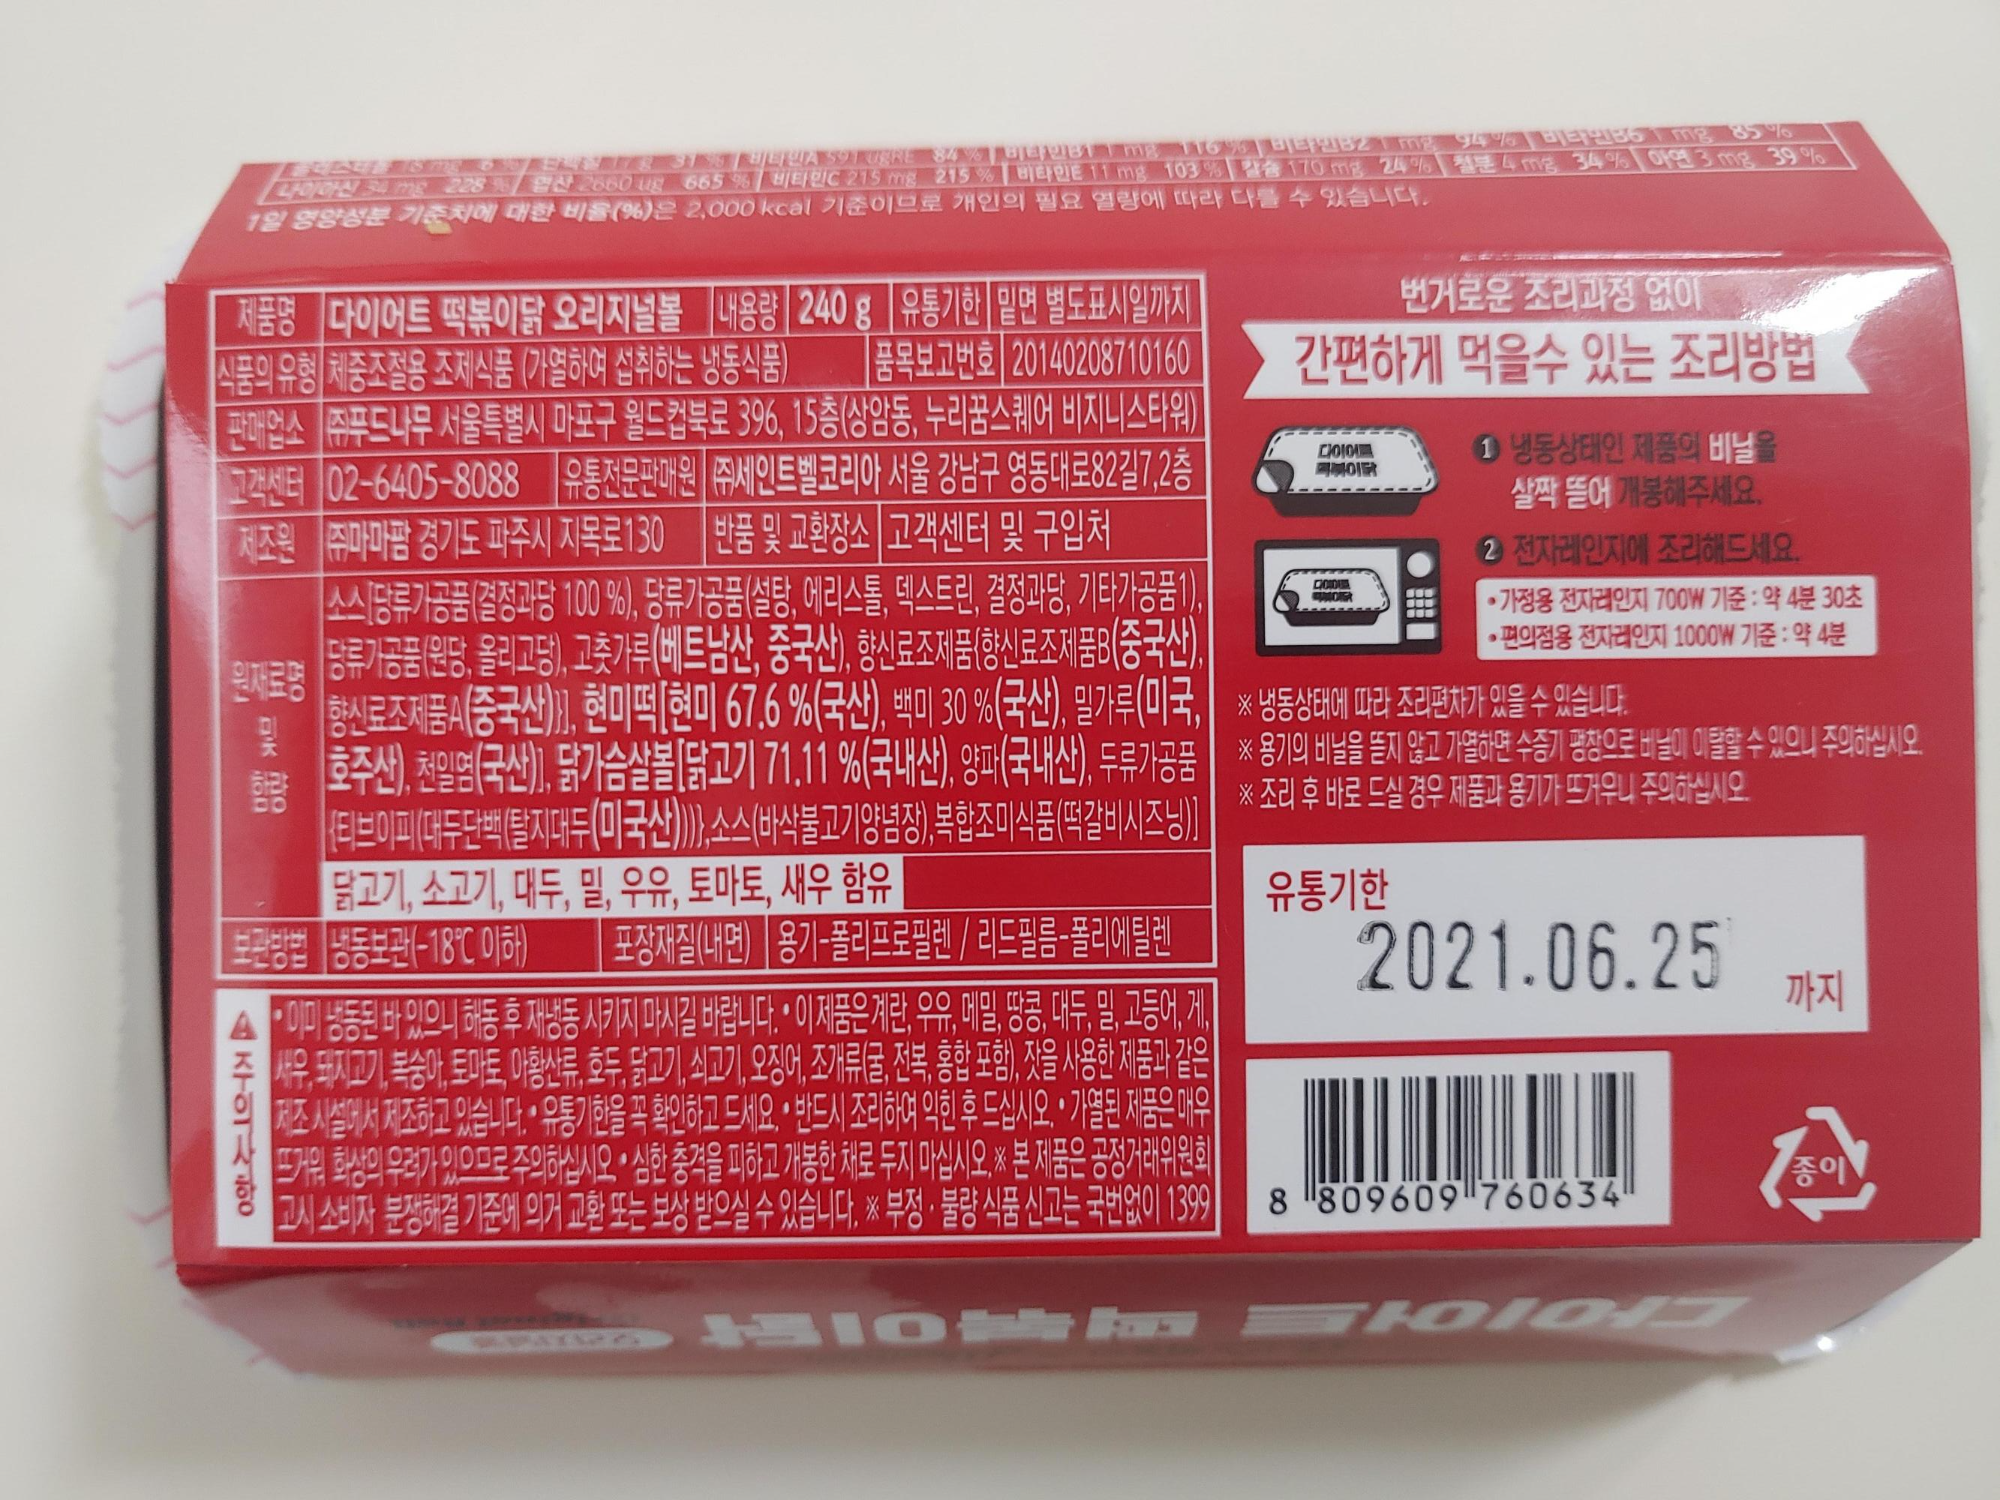 콜레스테롤 mg % 단백질 17 g 31 % 비타민A 591 ugRE 84 % 비타민B1 1 mg 116 % 비타민B2 1 mg 94 % 비타민B6 1 mg 85 %
나이아신 34 mg 228 % 엽산 2660 ug 665 % 비타민C 215 mg 215 % 비타민E 11 mg 103 % 칼슘 170 mg 24 % 철분 4 mg 34 % 아연 3 mg 39 %
1일 영양성분 기준치에 대한 비율(%)은 2,000 kcal 기준이므로 개인의 필요 열량에 따라 다를 수 있습니다.
제품명 다이어트 떡볶이닭 오리지널볼 내용량 240 g 유통기한 밑면 별도표시일까지
식품의 유형 체중조절용 조제식품 (가열하여 섭취하는 냉동식품) 품목보고번호 20140208710160
판매업소 ㈜푸드나무 서울특별시 마포구 월드컵북로 396, 15층(상암동, 누리꿈스퀘어 비지니스타워)
고객센터 02-6405-8088 유통전문판매원 ㈜세인트벨코리아 서울 강남구 영동대로82길7,2층
제조원 ㈜마마팜 경기도 파주시 지목로130 반품 및 교환장소 고객센터 및 구입처
원재료명 및 함량
소스[당류가공품(결정과당 100 %), 당류가공품(설탕, 에리스톨, 덱스트린, 결정과당, 기타가공품1),
당류가공품(원당, 올리고당), 고춧가루(베트남산, 중국산), 향신료조제품{향신료조제품B(중국산),
향신료조제품A(중국산)}], 현미떡[현미 67.6 %(국산), 백미 30 %(국산), 밀가루(미국,
호주산), 천일염(국산)], 닭가슴살볼[닭고기 71.11 %(국내산), 양파(국내산), 두류가공품
{티브이피(대두단백(탈지대두(미국산)))},소스(바삭불고기양념장),복합조미식품(떡갈비시즈닝)]
닭고기, 소고기, 대두, 밀, 우유, 토마토, 새우 함유
보관방법 냉동보관(-18℃ 이하) 포장재질(내면) 용기-폴리프로필렌 / 리드필름-폴리에틸렌
주의사항
• 이미 냉동된 바 있으니 해동 후 재냉동 시키지 마시길 바랍니다. • 이 제품은 계란, 우유, 메밀, 땅콩, 대두, 밀, 고등어, 게,
새우, 돼지고기, 복숭아, 토마토, 아황산류, 호두, 닭고기, 쇠고기, 오징어, 조개류(굴, 전복, 홍합 포함), 잣을 사용한 제품과 같은
제조 시설에서 제조하고 있습니다. • 유통기한을 꼭 확인하고 드세요. • 반드시 조리하여 익힌 후 드십시오. • 가열된 제품은 매우
뜨거워 화상의 우려가 있으므로 주의하십시오. • 심한 충격을 피하고 개봉한 채로 두지 마십시오. ※ 본 제품은 공정거래위원회
고시 소비자 분쟁해결 기준에 의거 교환 또는 보상 받으실 수 있습니다. ※ 부정·불량 식품 신고는 국번없이 1399
번거로운 조리과정 없이
간편하게 먹을수 있는 조리방법
다이어트
떡볶이닭
1 냉동상태인 제품의 비닐을
살짝 뜯어 개봉해주세요.
다이어트
떡볶이닭
2 전자레인지에 조리해드세요.
• 가정용 전자레인지 700W 기준 : 약 4분 30초
• 편의점용 전자레인지 1000W 기준 : 약 4분
※ 냉동상태에 따라 조리편차가 있을 수 있습니다.
※ 용기의 비닐을 뜯지 않고 가열하면 수증기 팽창으로 비닐이 이탈할 수 있으니 주의하십시오.
※ 조리 후 바로 드실 경우 제품과 용기가 뜨거우니 주의하십시오.
유통기한
2021.06.25
까지
8 809609 760634
종이
다이어트 떡볶이닭
오리지널볼